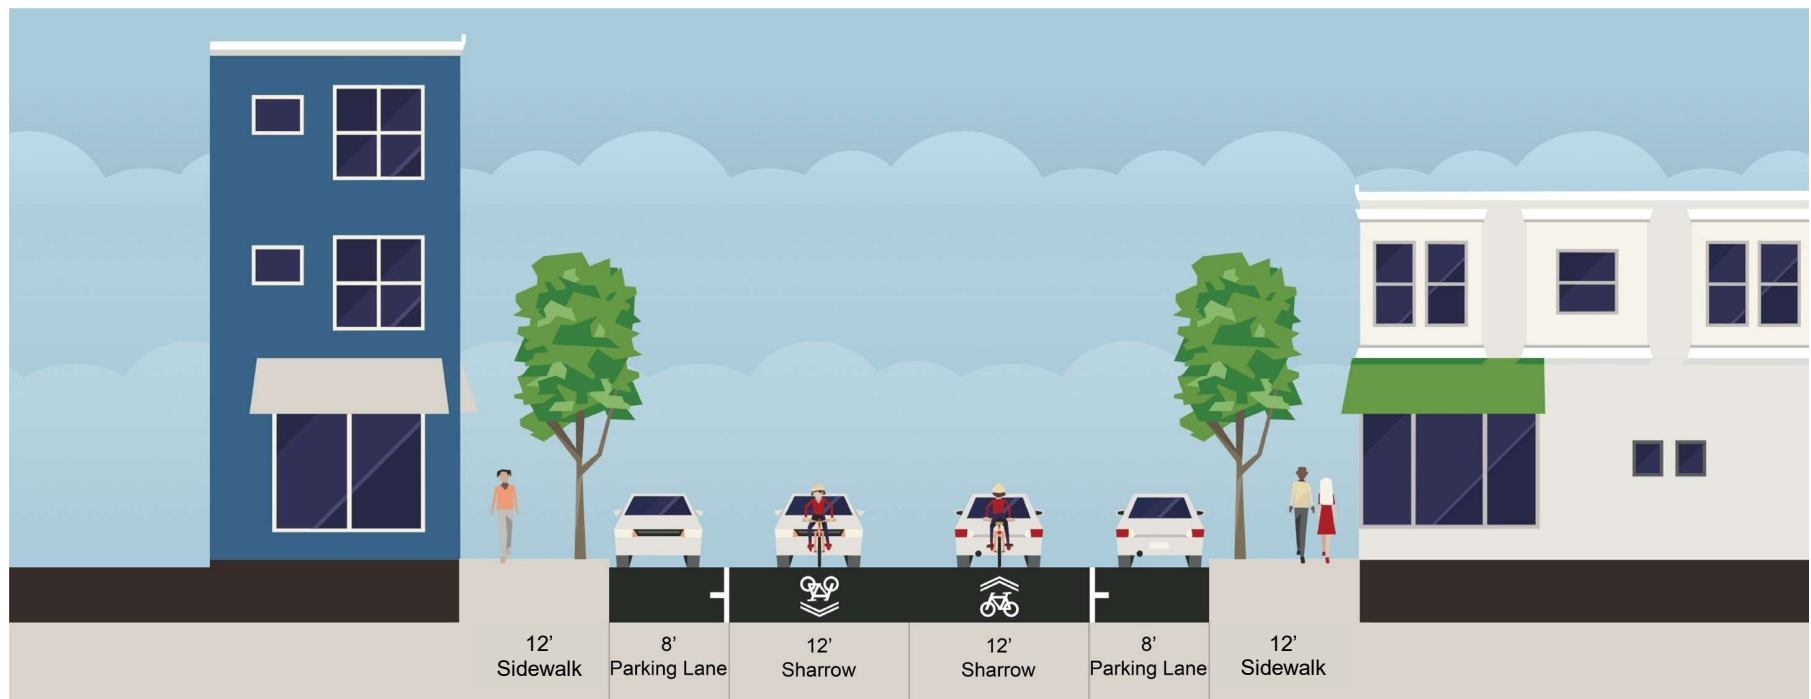 12’
Sidewalk
8’
Parking Lane
12’
Sharrow
12’
Sharrow
8’
Parking Lane
12’
Sidewalk